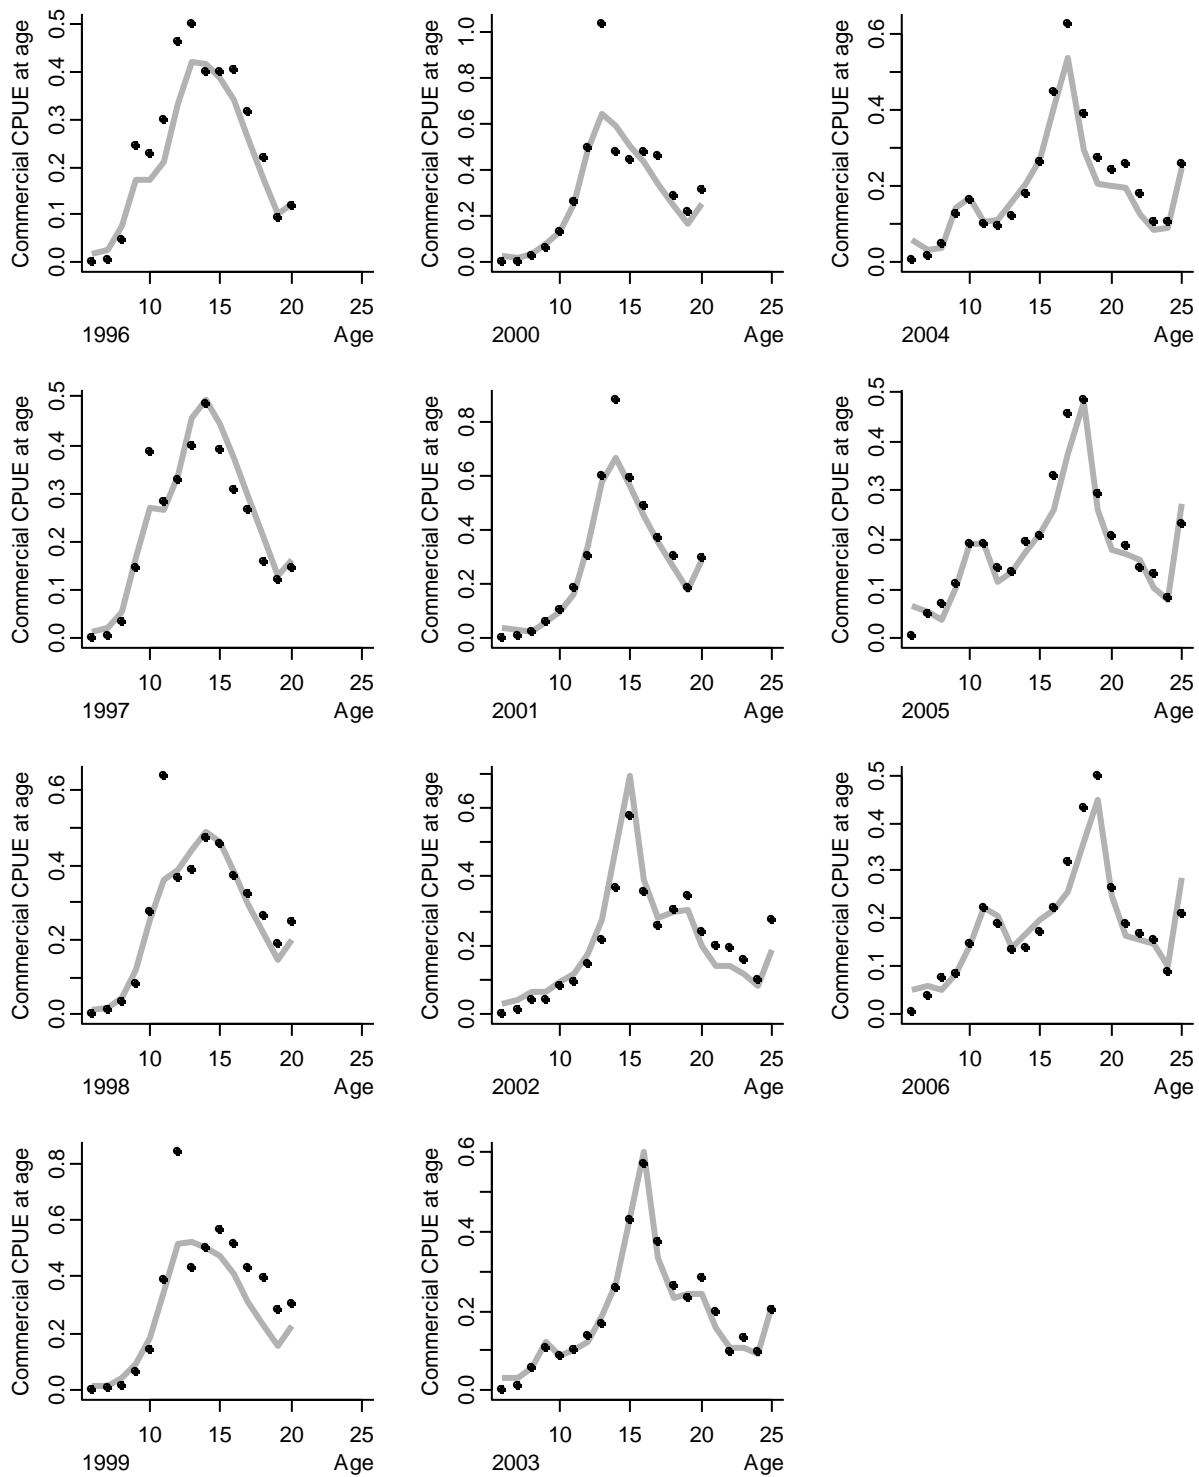 Commercial CPUE at age
0.0 0.1 0.2 0.3 0.4 0.5
10 15 20 25
1996 Age
Commercial CPUE at age
0.0 0.2 0.4 0.6 0.8 1.0
10 15 20 25
2000 Age
Commercial CPUE at age
0.0 0.2 0.4 0.6
10 15 20 25
2004 Age
Commercial CPUE at age
0.0 0.1 0.2 0.3 0.4 0.5
10 15 20 25
1997 Age
Commercial CPUE at age
0.0 0.2 0.4 0.6 0.8
10 15 20 25
2001 Age
Commercial CPUE at age
0.0 0.1 0.2 0.3 0.4 0.5
10 15 20 25
2005 Age
Commercial CPUE at age
0.0 0.2 0.4 0.6
10 15 20 25
1998 Age
Commercial CPUE at age
0.0 0.2 0.4 0.6
10 15 20 25
2002 Age
Commercial CPUE at age
0.0 0.1 0.2 0.3 0.4 0.5
10 15 20 25
2006 Age
Commercial CPUE at age
0.0 0.2 0.4 0.6 0.8
10 15 20 25
1999 Age
Commercial CPUE at age
0.0 0.2 0.4 0.6
10 15 20 25
2003 Age